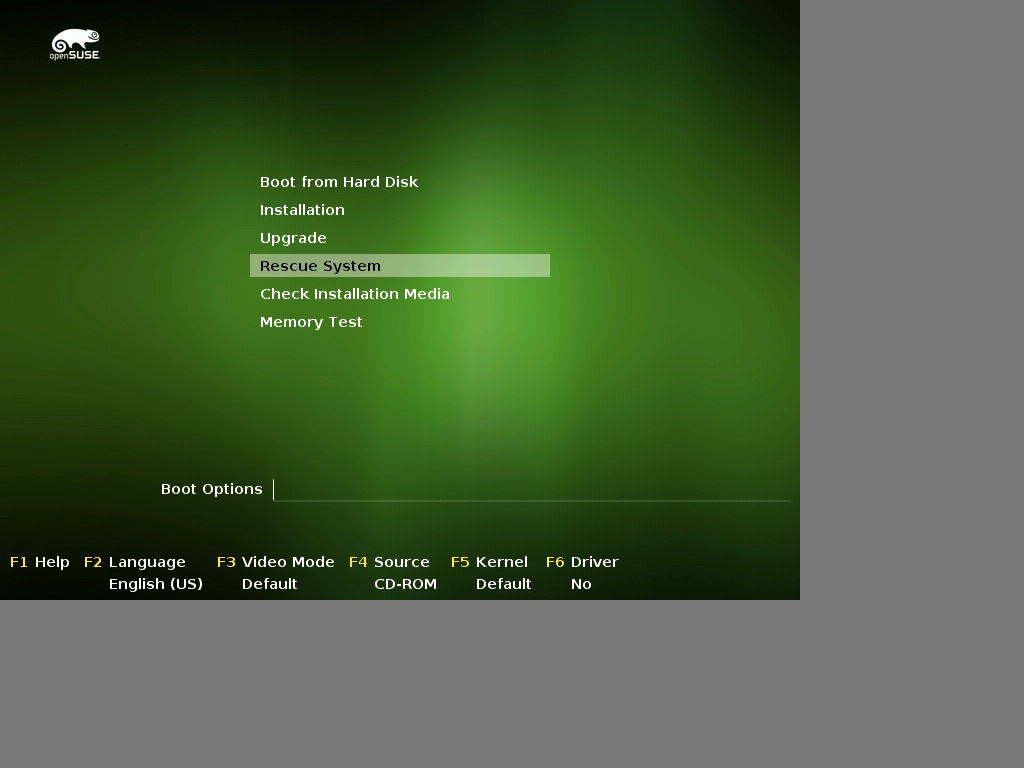 openSUSE
Boot from Hard Disk
Installation
Upgrade
Rescue System
Check Installation Media
Memory Test
Boot Options
F1 Help F2 Language F3 Video Mode F4 Source F5 Kernel F6 Driver
English (US) Default CD-ROM Default No